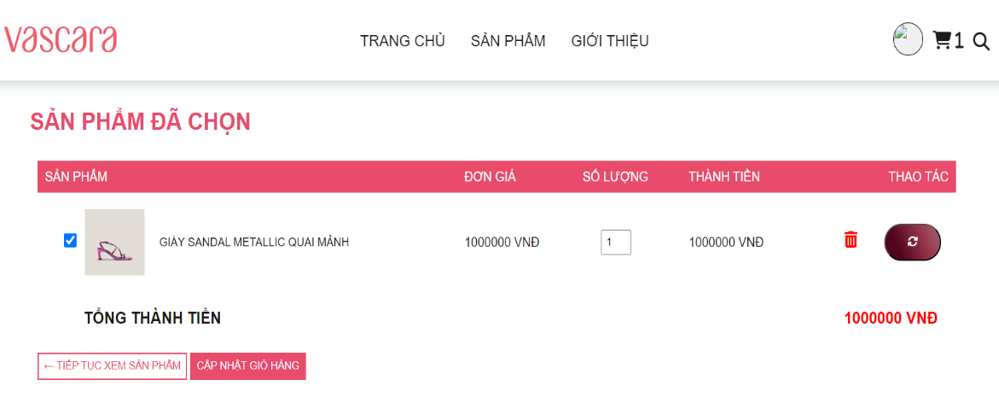 vascara
TRANG CHỦ SẢN PHẨM GIỚI THIỆU 1
SẢN PHẨM ĐÃ CHỌN
SẢN PHẨM ĐƠN GIÁ SỐ LƯỢNG THÀNH TIỀN THAO TÁC
GIÀY SANDAL METALLIC QUAI MẢNH 1000000 VNĐ 1 1000000 VNĐ
TỔNG THÀNH TIỀN 1000000 VNĐ
← TIẾP TỤC XEM SẢN PHẨM CẬP NHẬT GIỎ HÀNG